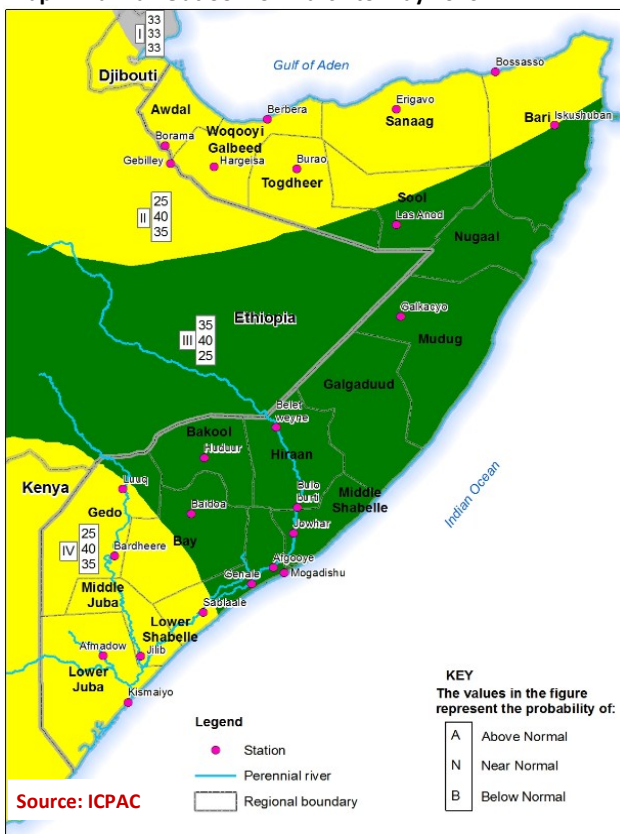 I
33
33
33
Djibouti
Gulf of Aden
Bossasso
Awdal
Berbera
Erigavo
Sanaag
Bari
Iskushuban
Borama
Woqooyi
Galbeed
Gebilley
Hargeisa
Burao
Togdheer
II
25
40
35
Sool
Las Anod
Nugaal
Ethiopia
III
35
40
25
Galkacyo
Mudug
Galgaduud
Belet
weyne
Bakool
Huduur
Hiraan
Kenya
Luuq
Gedo
Baidoa
Bulo
burti
Middle
Shabelle
Indian Ocean
Jowhar
IV
25
40
35
Bardheere
Bay
Afgooye
Mogadishu
Genale
Middle
Juba
Sablaale
Lower
Shabelle
Afmadow
Jilib
Lower
Juba
Kismaiyo
KEY
The values in the figure
represent the probability of:
A Above Normal
N Near Normal
B Below Normal
Legend
Station
Perennial river
Regional boundary
Source: ICPAC